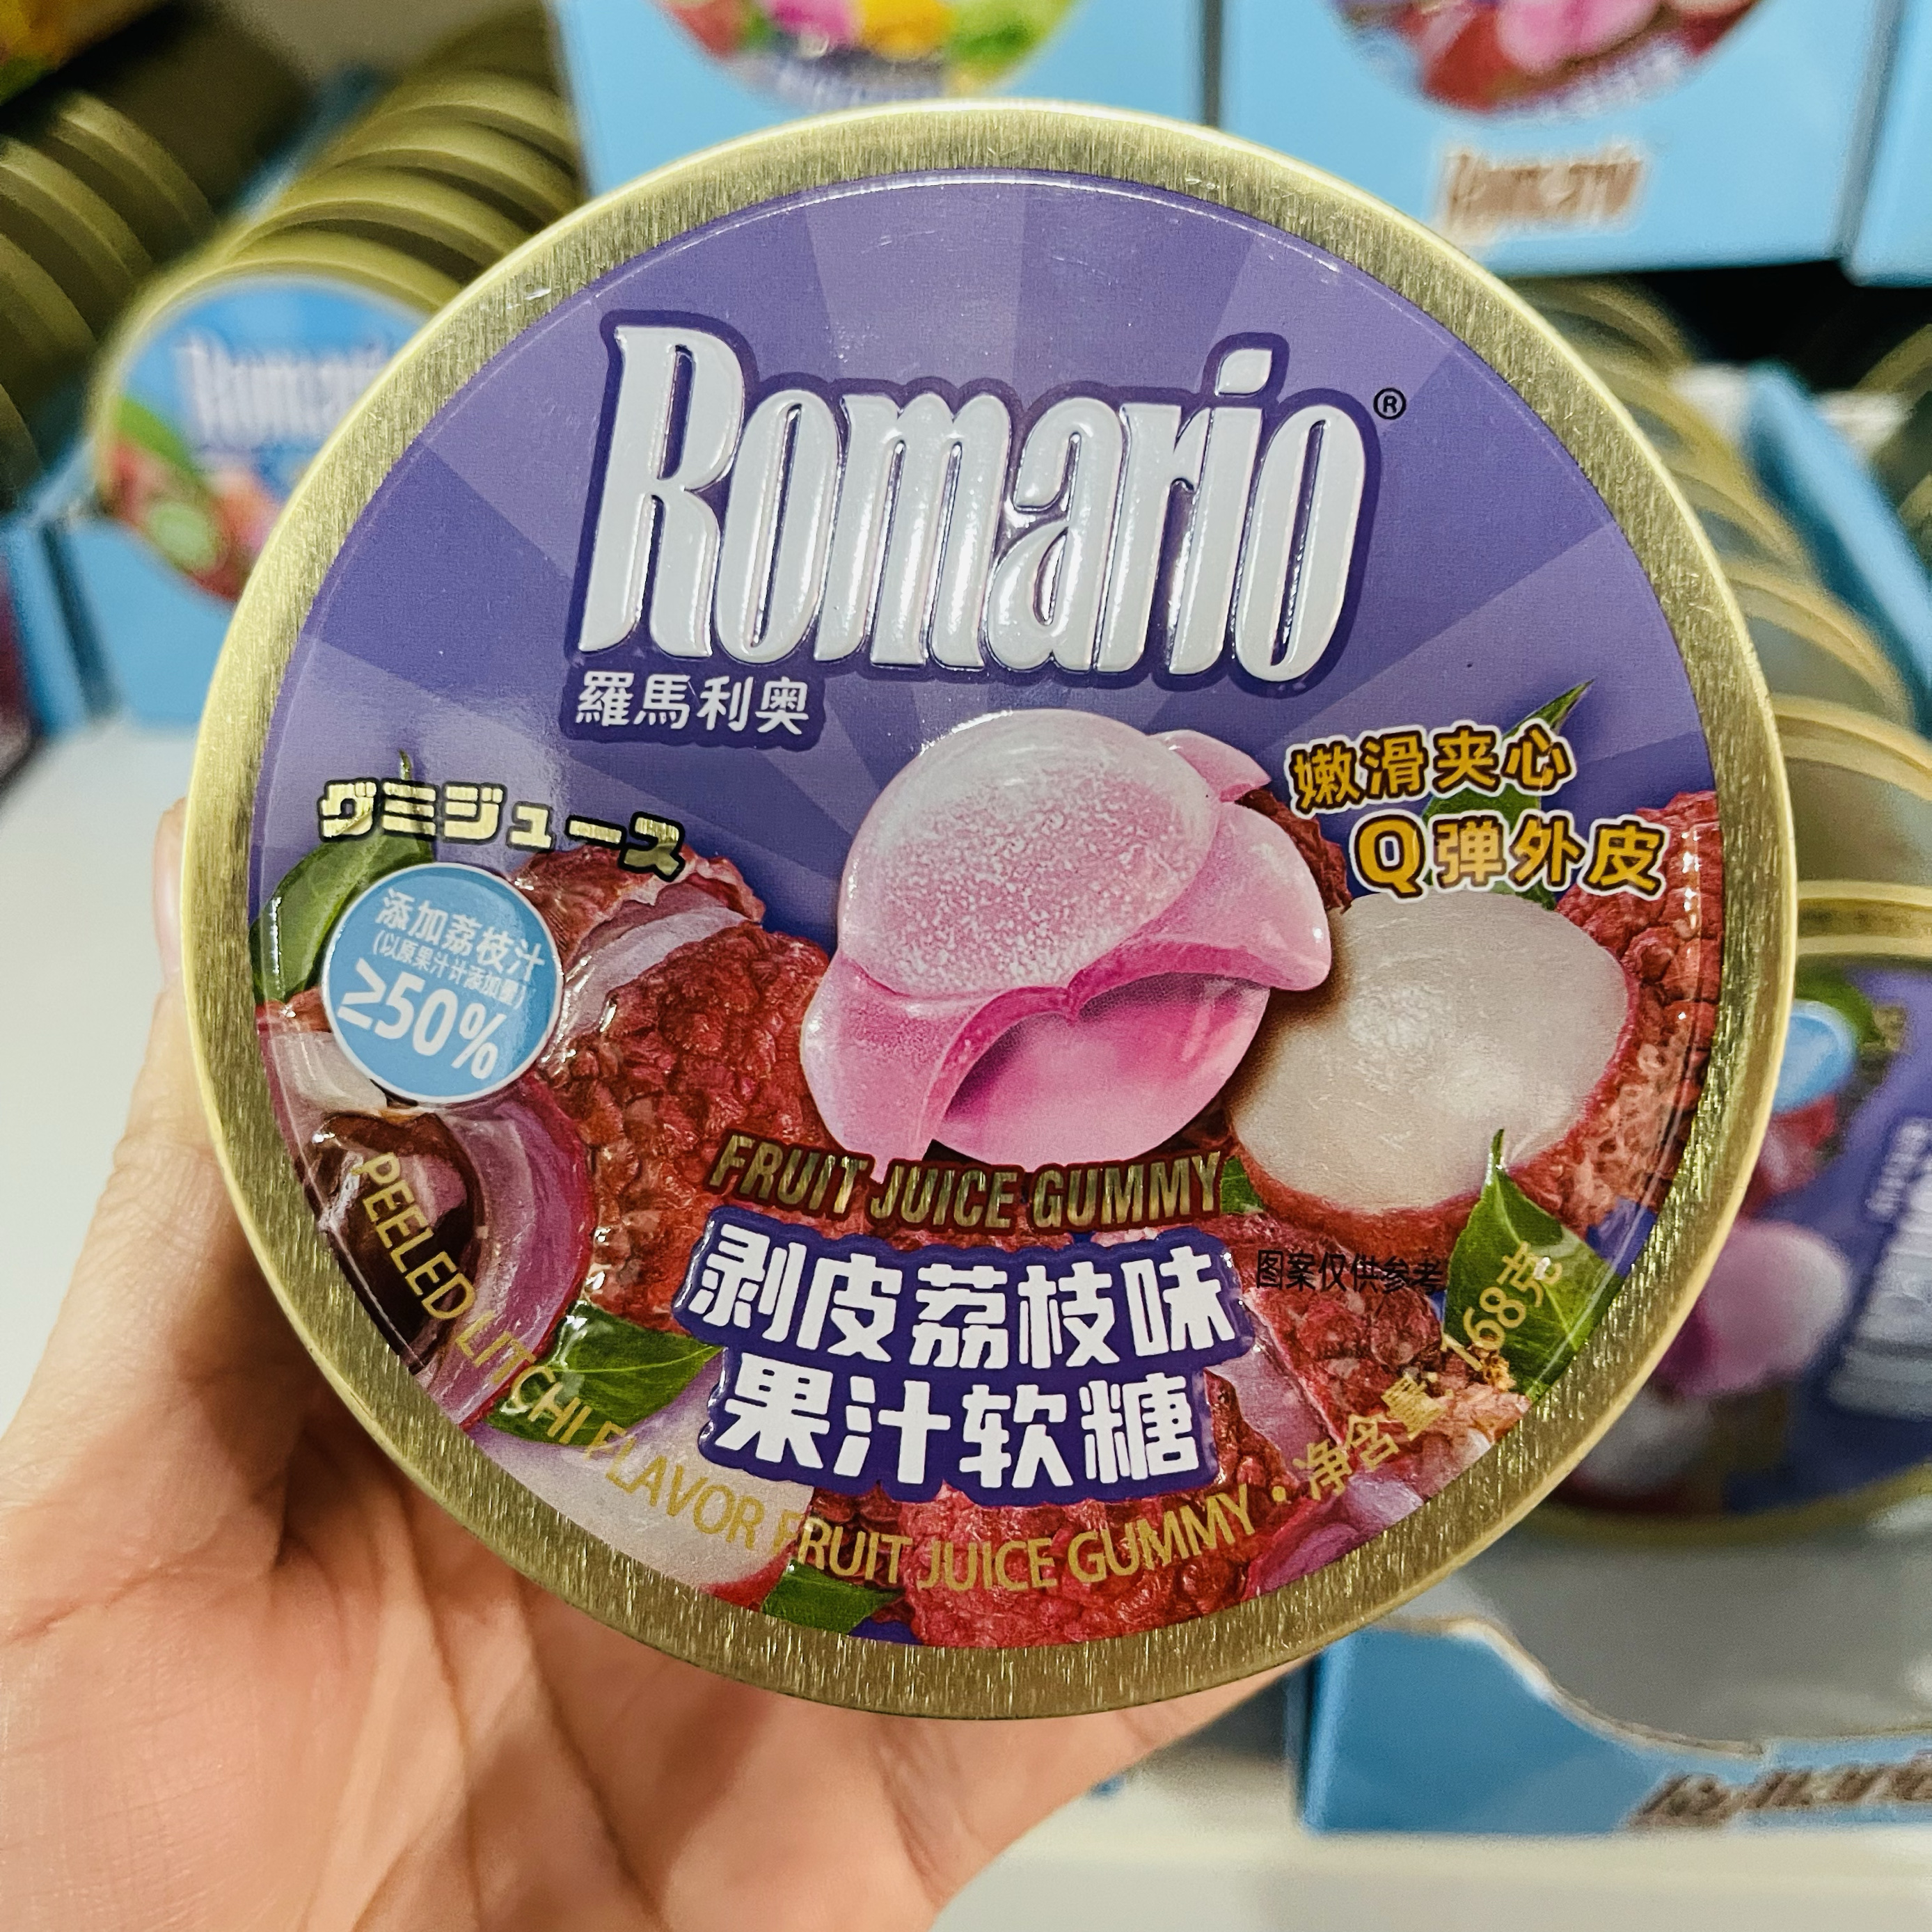 Romario
Romario
Romario®
羅馬利奥
嫩滑夹心
Q弹外皮
グミジュース
添加荔枝汁
(以原果汁计添加量)
≥50%
FRUIT JUICE GUMMY
剥皮荔枝味
果汁软糖
图案仅供参考
PEELED LITCHI FLAVOR FRUIT JUICE GUMMY · 净含量: 168克